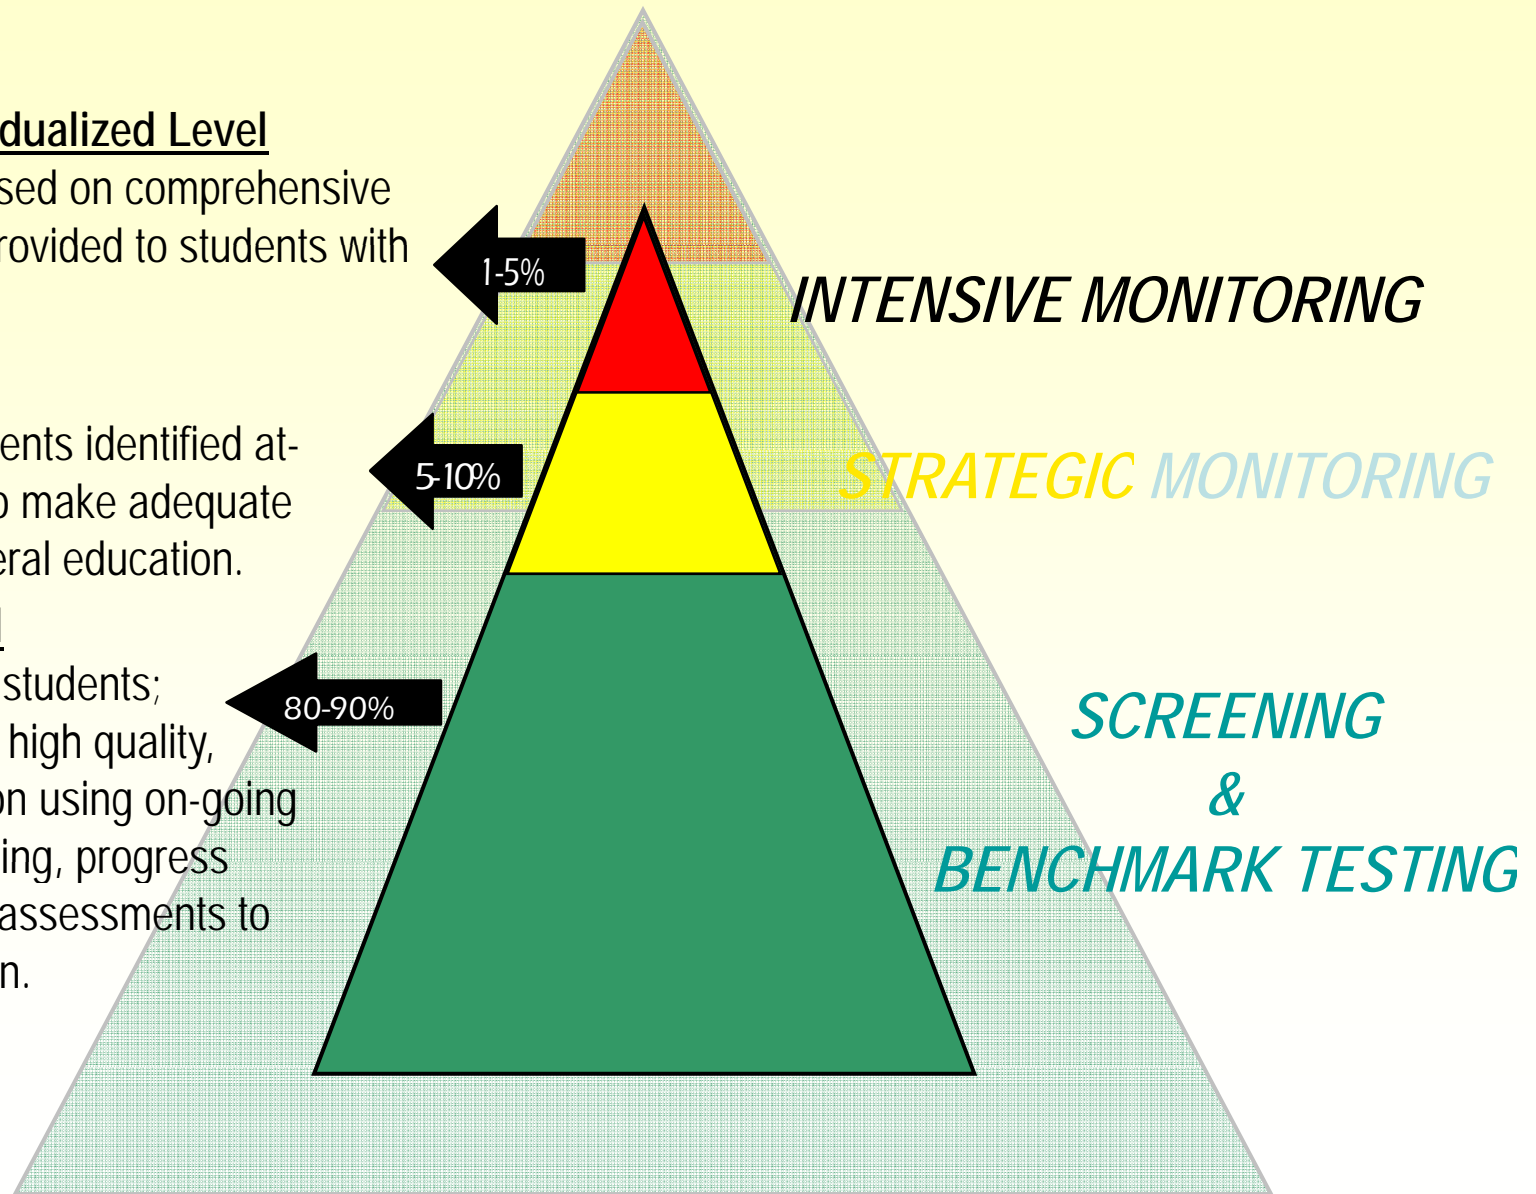 dualized Level
sed on comprehensive
rovided to students with
1-5%
INTENSIVE MONITORING
ents identified at-
o make adequate
eral education.
5-10%
STRATEGIC MONITORING
students;
high quality,
on using on-going
ing, progress
assessments to
n.
80-90%
SCREENING
&
BENCHMARK TESTING